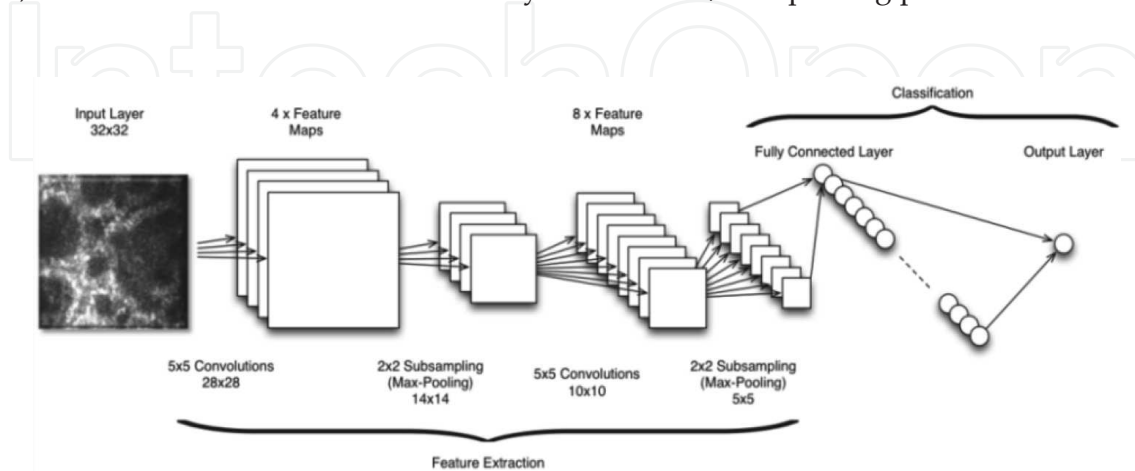 Classification
Input Layer
32x32
4 x Feature
Maps
8 x Feature
Maps
Fully Connected Layer
Output Layer
5x5 Convolutions
28x28
2x2 Subsampling
(Max-Pooling)
14x14
5x5 Convolutions
10x10
2x2 Subsampling
(Max-Pooling)
5x5
Feature Extraction